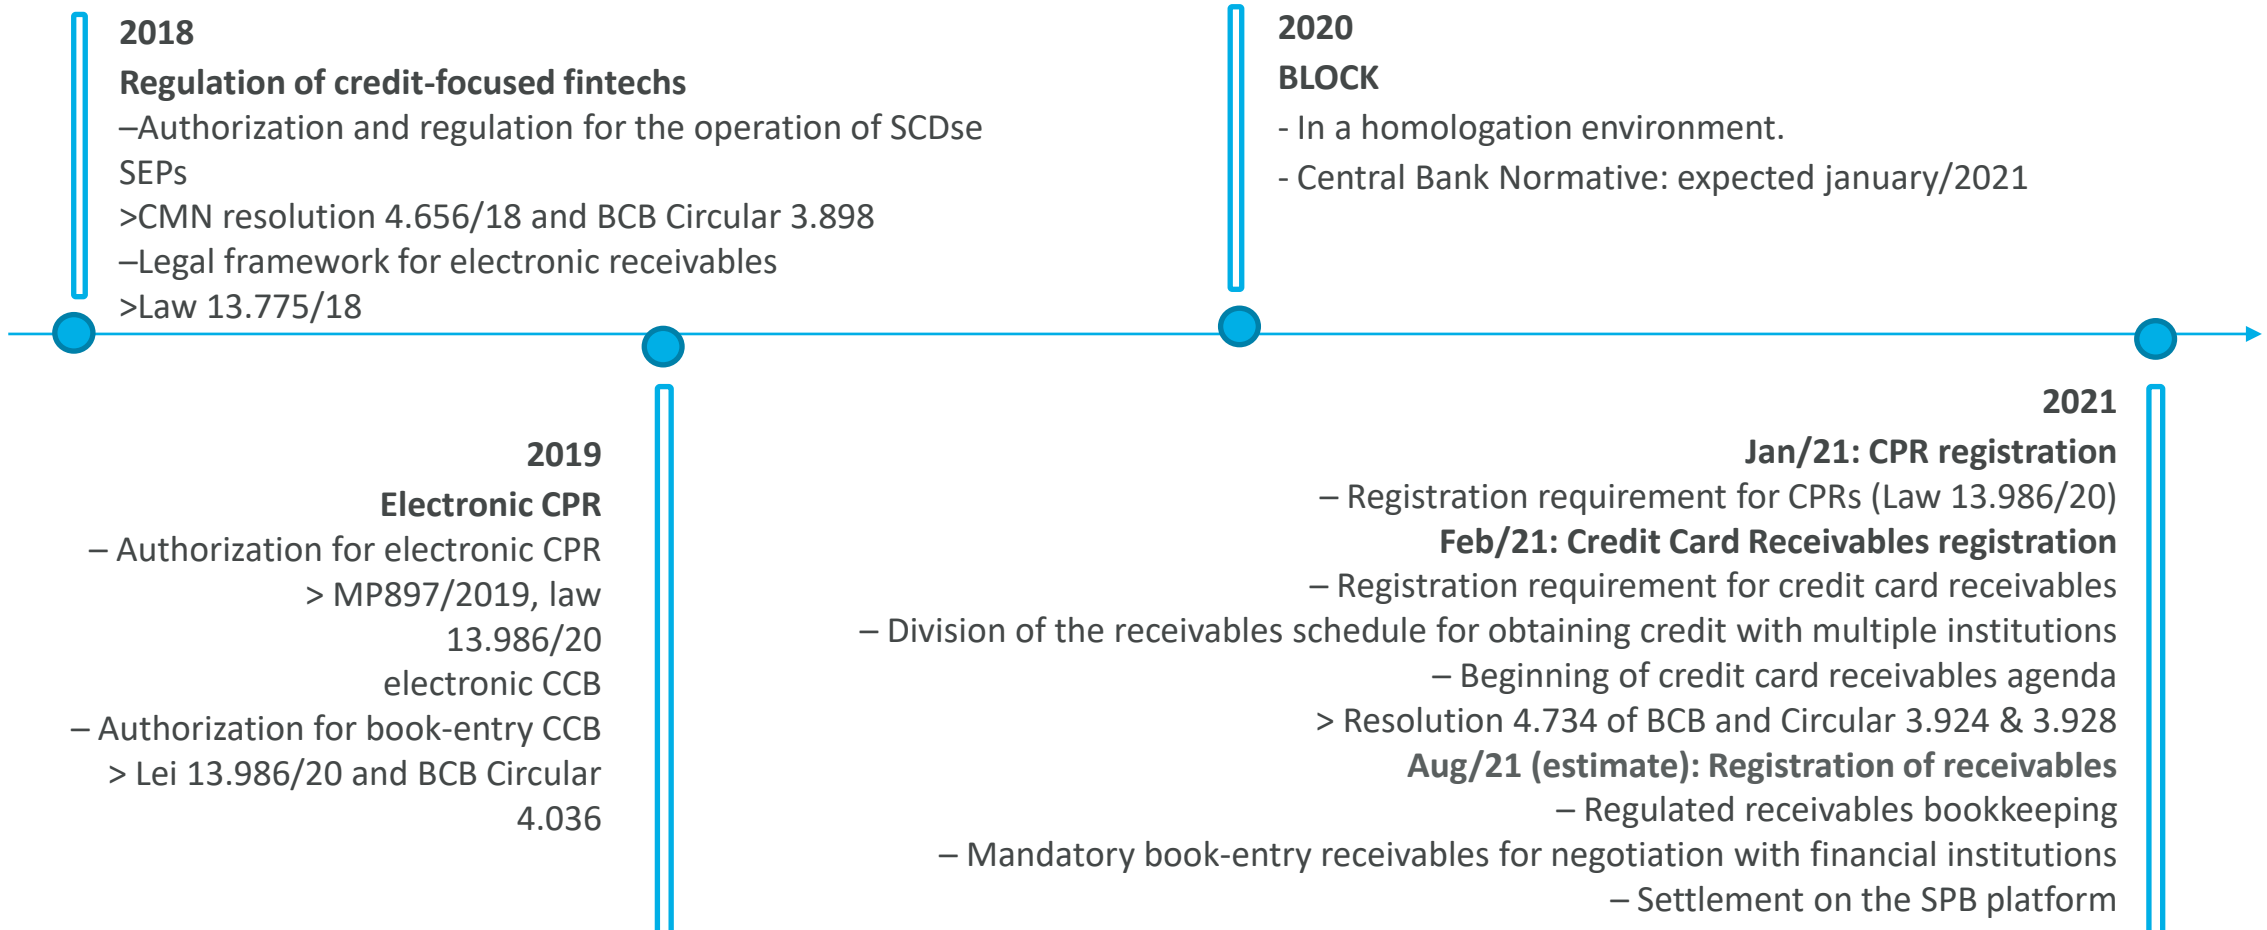 2018
Regulation of credit-focused fintechs
–Authorization and regulation for the operation of SCDse
SEPs
>CMN resolution 4.656/18 and BCB Circular 3.898
–Legal framework for electronic receivables
>Law 13.775/18
2019
Electronic CPR
– Authorization for electronic CPR
> MP897/2019, law
13.986/20
electronic CCB
– Authorization for book-entry CCB
> Lei 13.986/20 and BCB Circular
4.036
2020
BLOCK
- In a homologation environment.
- Central Bank Normative: expected january/2021
2021
Jan/21: CPR registration
– Registration requirement for CPRs (Law 13.986/20)
Feb/21: Credit Card Receivables registration
– Registration requirement for credit card receivables
– Division of the receivables schedule for obtaining credit with multiple institutions
– Beginning of credit card receivables agenda
> Resolution 4.734 of BCB and Circular 3.924 & 3.928
Aug/21 (estimate): Registration of receivables
– Regulated receivables bookkeeping
– Mandatory book-entry receivables for negotiation with financial institutions
– Settlement on the SPB platform